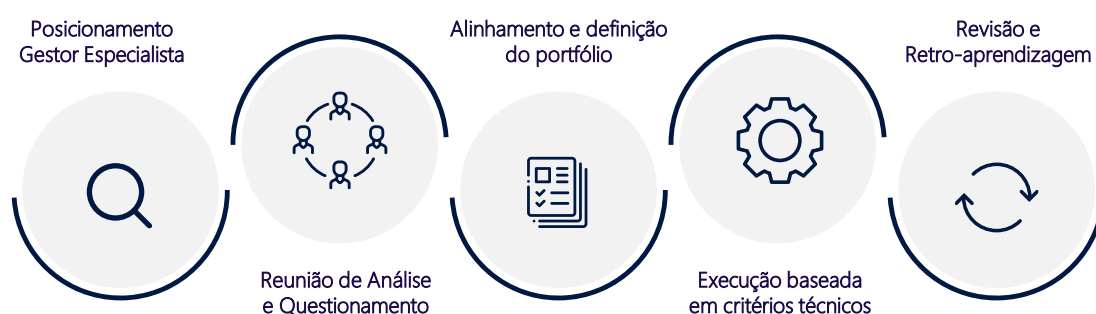 Posicionamento
Gestor Especialista
Reunião de Análise
e Questionamento
Alinhamento e definição
do portfólio
Execução baseada
em critérios técnicos
Revisão e
Retro-aprendizagem